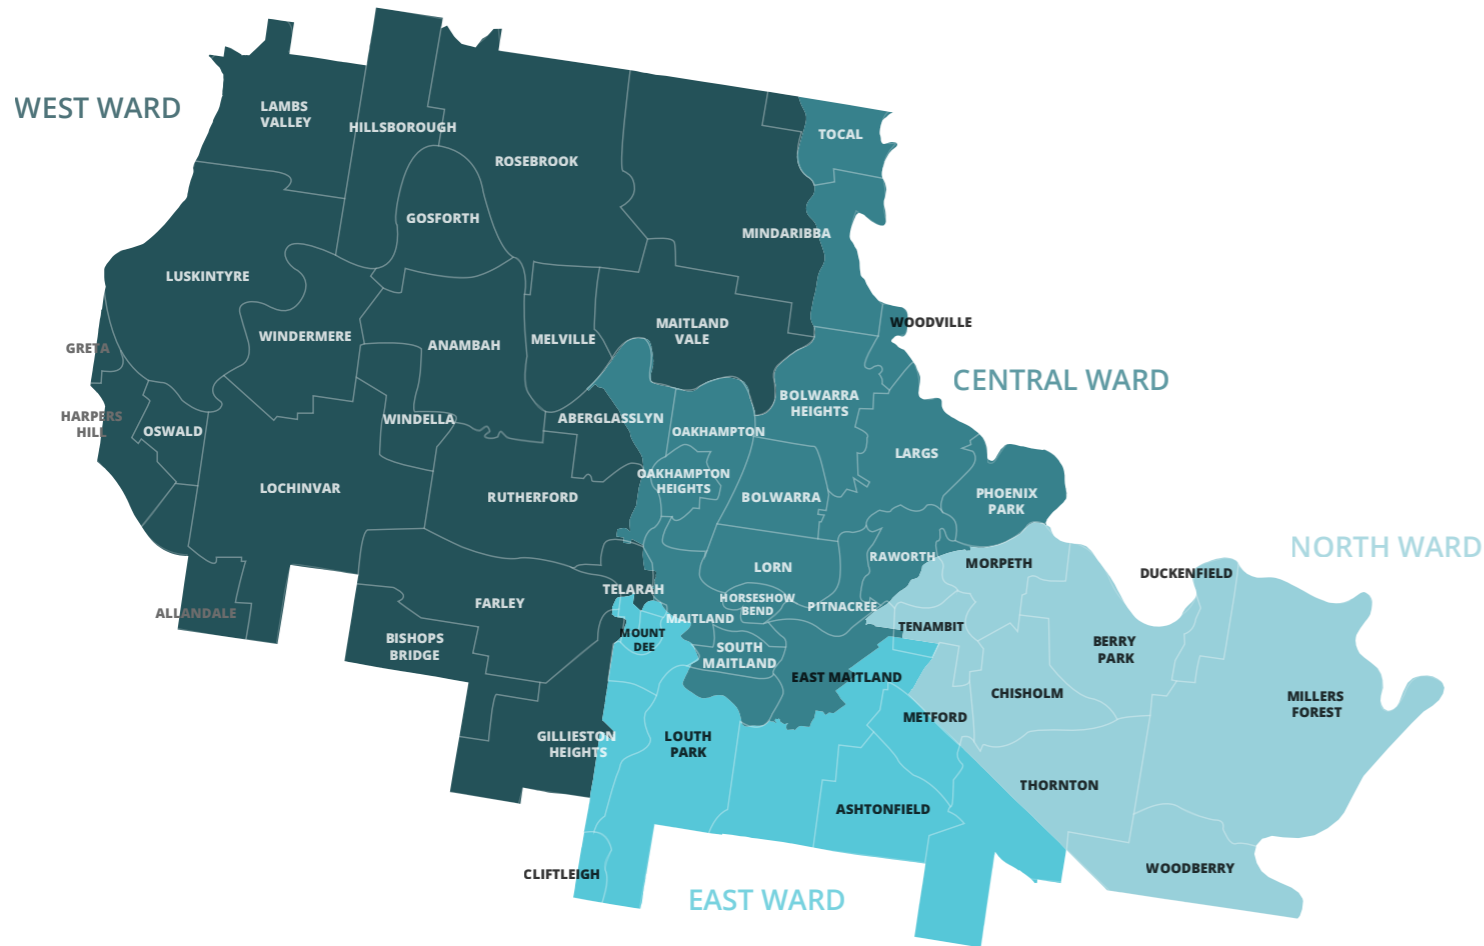 WEST WARD
LAMBS
VALLEY
HILLSBOROUGH
TOCAL
ROSEBROOK
GOSFORTH
MINDARIBBA
LUSKINTYRE
WOODVILLE
WINDERMERE
MAITLAND
VALE
MELVILLE
ANAMBAH
GRETA
CENTRAL WARD
BOLWARRA
HEIGHTS
HARPERS
HILL
OSWALD
WINDELLA
ABERGLASSLYN
OAKHAMPTON
LARGS
OAKHAMPTON
HEIGHTS
LOCHINVAR
RUTHERFORD
BOLWARRA
PHOENIX
PARK
NORTH WARD
RAWORTH
MORPETH
LORN
DUCKENFIELD
TELARAH
HORSESHOW
BEND
FARLEY
PITNACREE
ALLANDALE
MAITLAND
TENAMBIT
MOUNT
DEE
BISHOPS
BRIDGE
SOUTH
MAITLAND
BERRY
PARK
EAST MAITLAND
CHISHOLM
MILLERS
FOREST
METFORD
GILLIESTON
HEIGHTS
LOUTH
PARK
THORNTON
ASHTONFIELD
CLIFTLEIGH
WOODBERRY
EAST WARD